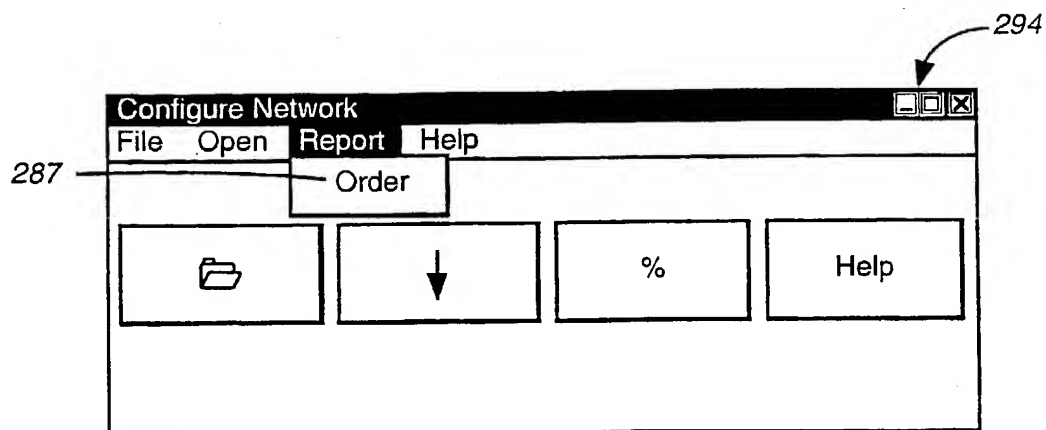 294
Configure Network
File Open Report Help
287 Order
% Help